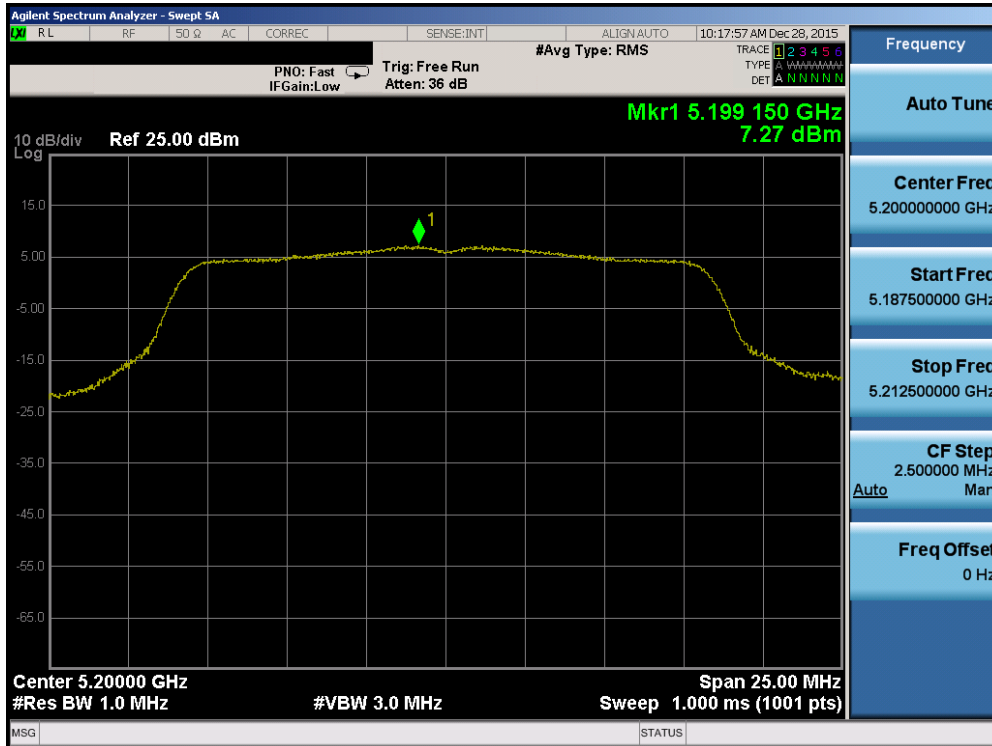 Agilent Spectrum Analyzer - Swept SA
LXI RL RF 50 Ω AC CORREC SENSE:INT ALIGN AUTO 10:17:57 AM Dec 28, 2015
#Avg Type: RMS
TRACE 1 2 3 4 5 6
TYPE A WWWWW
DET A N N N N N
PNO: Fast
IFGain:Low
Trig: Free Run
Atten: 36 dB
Mkr1 5.199 150 GHz
7.27 dBm
10 dB/div Ref 25.00 dBm
Log
15.0
1
5.00
-5.00
-15.0
-25.0
-35.0
-45.0
-55.0
-65.0
Center 5.20000 GHz Span 25.00 MHz
#Res BW 1.0 MHz #VBW 3.0 MHz Sweep 1.000 ms (1001 pts)
MSG STATUS
Frequency
Auto Tune
Center Freq
5.200000000 GHz
Start Freq
5.187500000 GHz
Stop Freq
5.212500000 GHz
CF Step
2.500000 MHz
Auto Man
Freq Offset
0 Hz